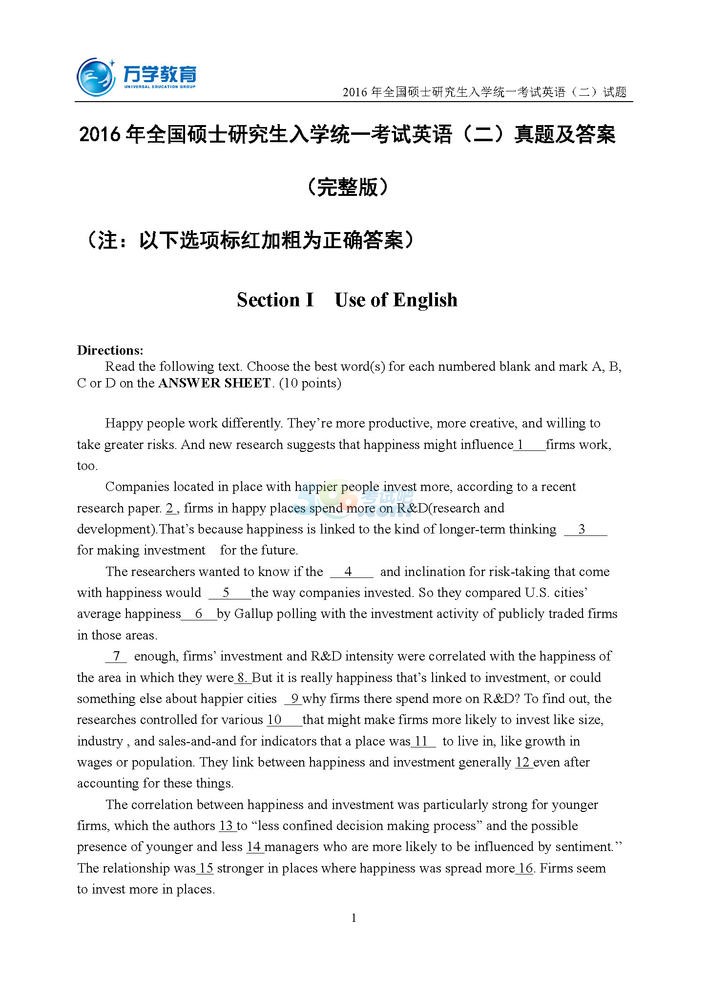 万学教育
UNIVERSAL EDUCATION GROUP
2016 年全国硕士研究生入学统一考试英语（二）试题
2016 年全国硕士研究生入学统一考试英语（二）真题及答案
（完整版）
（注：以下选项标红加粗为正确答案）
Section I Use of English
Directions:
Read the following text. Choose the best word(s) for each numbered blank and mark A, B,
C or D on the ANSWER SHEET. (10 points)
Happy people work differently. They’re more productive, more creative, and willing to
take greater risks. And new research suggests that happiness might influence 1 firms work,
too.
Companies located in place with happier people invest more, according to a recent
research paper. 2 , firms in happy places spend more on R&D(research and
development).That’s because happiness is linked to the kind of longer-term thinking 3
for making investment for the future.
The researchers wanted to know if the 4 and inclination for risk-taking that come
with happiness would 5 the way companies invested. So they compared U.S. cities’
average happiness 6 by Gallup polling with the investment activity of publicly traded firms
in those areas.
7 enough, firms’ investment and R&D intensity were correlated with the happiness of
the area in which they were 8. But it is really happiness that’s linked to investment, or could
something else about happier cities 9 why firms there spend more on R&D? To find out, the
researches controlled for various 10 that might make firms more likely to invest like size,
industry , and sales-and-and for indicators that a place was 11 to live in, like growth in
wages or population. They link between happiness and investment generally 12 even after
accounting for these things.
The correlation between happiness and investment was particularly strong for younger
firms, which the authors 13 to “less confined decision making process” and the possible
presence of younger and less 14 managers who are more likely to be influenced by sentiment.’’
The relationship was 15 stronger in places where happiness was spread more 16. Firms seem
to invest more in places.
1